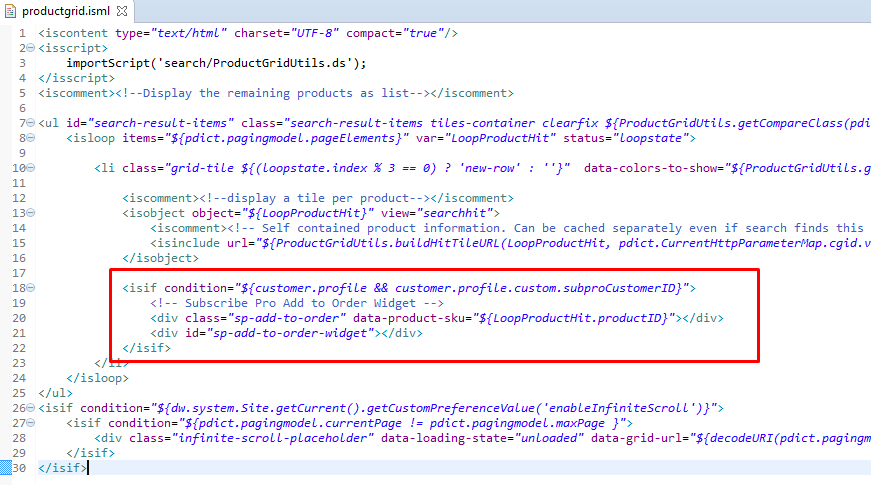 productgrid.isml
1 <iscontent type="text/html" charset="UTF-8" compact="true"/>
2 <isscript>
3 importScript('search/ProductGridUtils.ds');
4 </isscript>
5 <iscomment><!--Display the remaining products as list--></iscomment>
6
7 <ul id="search-result-items" class="search-result-items tiles-container clearfix ${ProductGridUtils.getCompareClass(pdi
8 <isloop items="${pdict.pagingmodel.pageElements}" var="LoopProductHit" status="loopstate">
9
10 <li class="grid-tile ${(loopstate.index % 3 == 0) ? 'new-row' : ''}" data-colors-to-show="${ProductGridUtils.g
11
12 <iscomment><!--display a tile per product--></iscomment>
13 <isobject object="${LoopProductHit}" view="searchhit">
14 <iscomment><!-- Self contained product information. Can be cached separately even if search finds this
15 <isinclude url="${ProductGridUtils.buildHitTileURL(LoopProductHit, pdict.CurrentHttpParameterMap.cgid.v
16 </isobject>
17
18 <isif condition="${customer.profile && customer.profile.custom.subproCustomerID}">
19 <!-- Subscribe Pro Add to Order Widget -->
20 <div class="sp-add-to-order" data-product-sku="${LoopProductHit.productID}"></div>
21 <div id="sp-add-to-order-widget"></div>
22 </isif>
23 </li>
24 </isloop>
25 </ul>
26 <isif condition="${dw.system.Site.getCurrent().getCustomPreferenceValue('enableInfiniteScroll')}">
27 <isif condition="${pdict.pagingmodel.currentPage != pdict.pagingmodel.maxPage }">
28 <div class="infinite-scroll-placeholder" data-loading-state="unloaded" data-grid-url="${decodeURI(pdict.pagingm
29 </isif>
30 </isif>